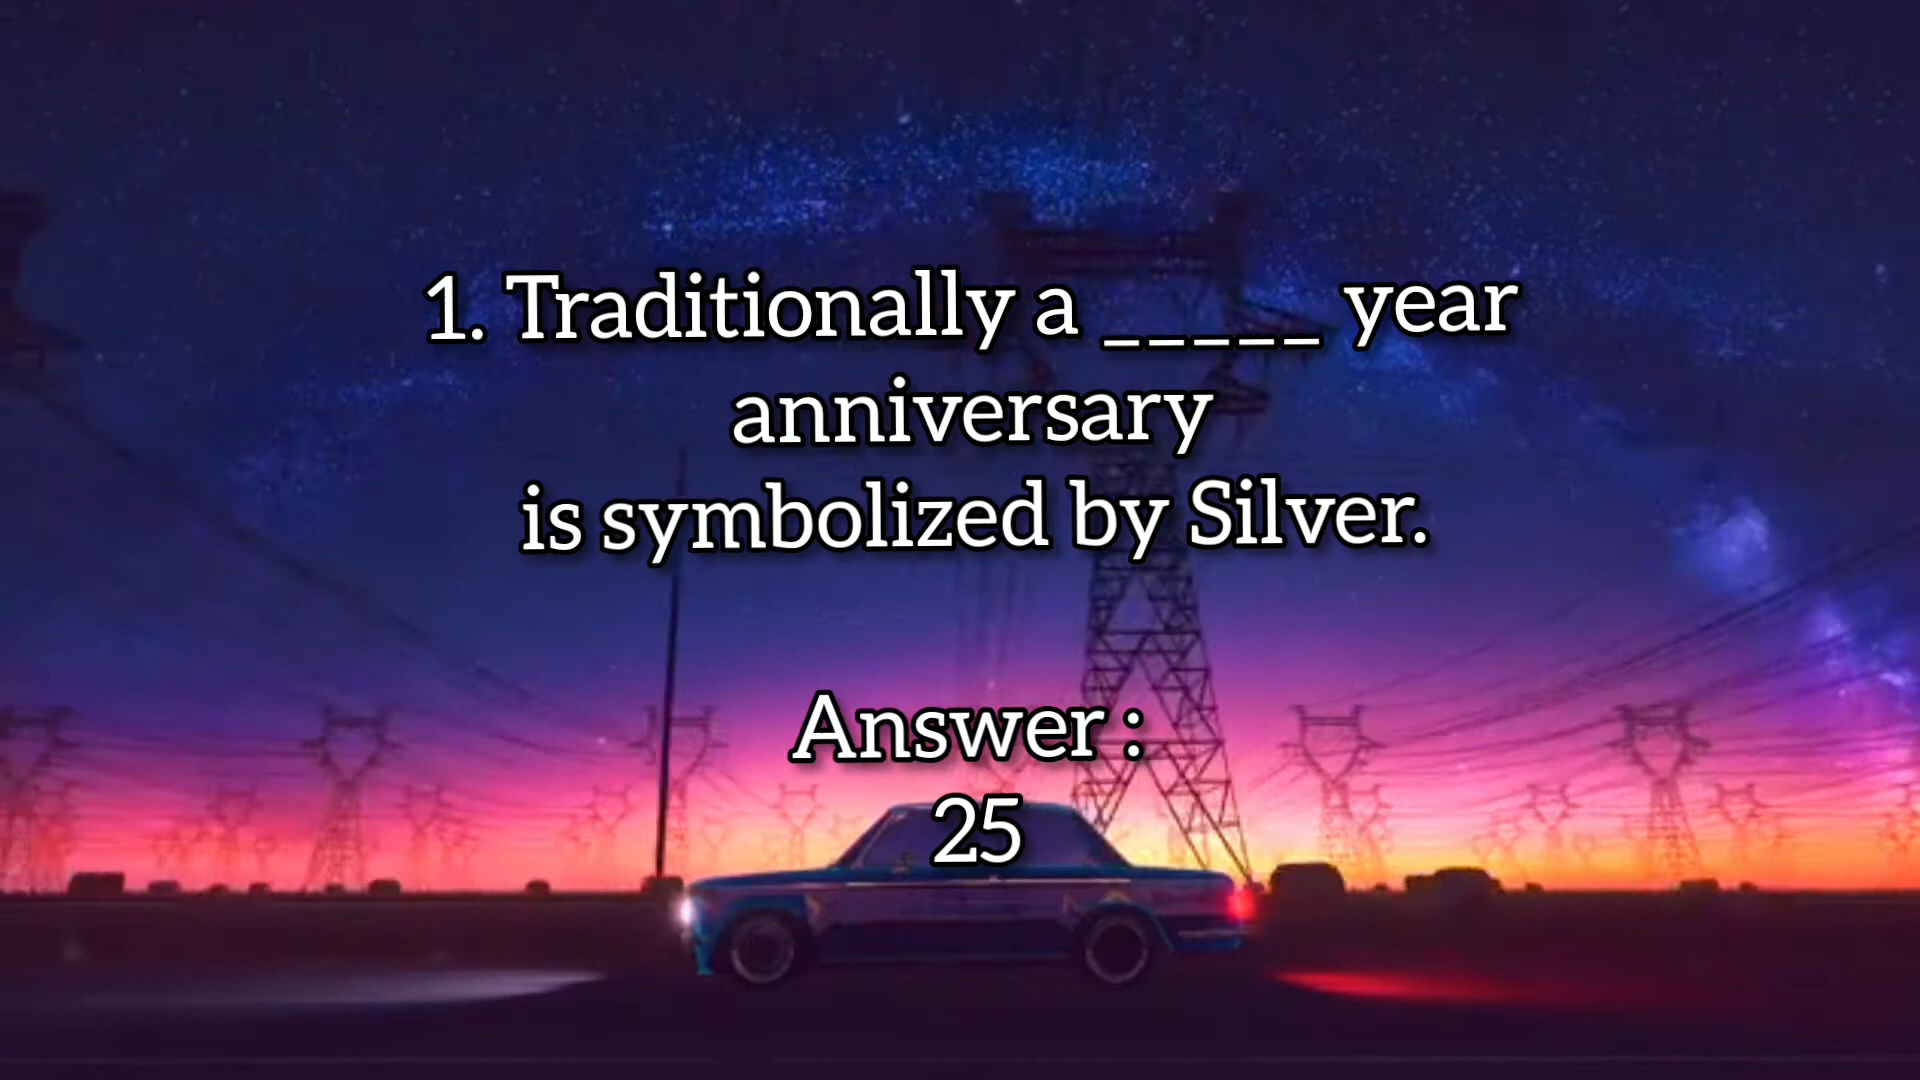 1. Traditionally a _____ year
anniversary
is symbolized by Silver.
Answer :
25